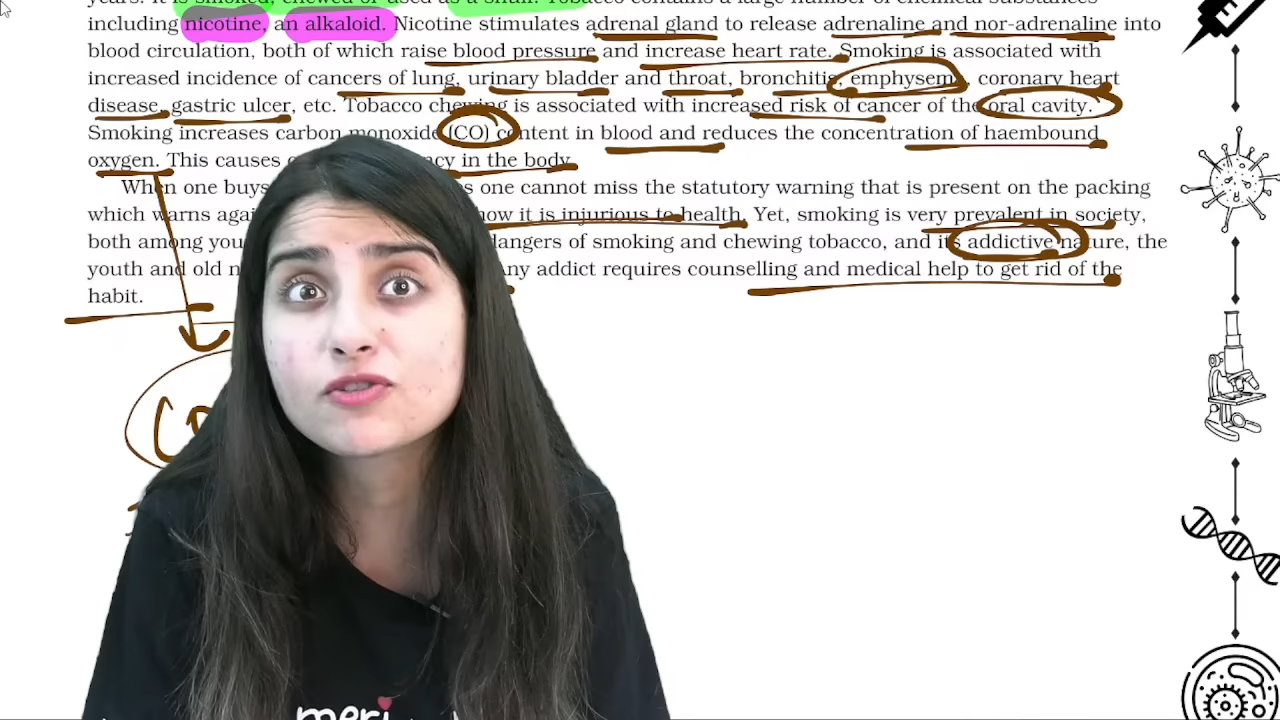 years. It is smoked, chewed or used as a snuff. Tobacco contains a large number of chemical substances
including nicotine, an alkaloid. Nicotine stimulates adrenal gland to release adrenaline and nor-adrenaline into
blood circulation, both of which raise blood pressure and increase heart rate. Smoking is associated with
increased incidence of cancers of lung, urinary bladder and throat, bronchitis, emphysema, coronary heart
disease, gastric ulcer, etc. Tobacco chewing is associated with increased risk of cancer of the oral cavity.
Smoking increases carbon monoxide (CO) content in blood and reduces the concentration of haembound
oxygen. This causes in the body.
When one buys one cannot miss the statutory warning that is present on the packing
which warns how it is injurious to health. Yet, smoking is very prevalent in society,
both among dangers of smoking and chewing tobacco, and its addictive nature, the
youth and old any addict requires counselling and medical help to get rid of the
habit.
meri